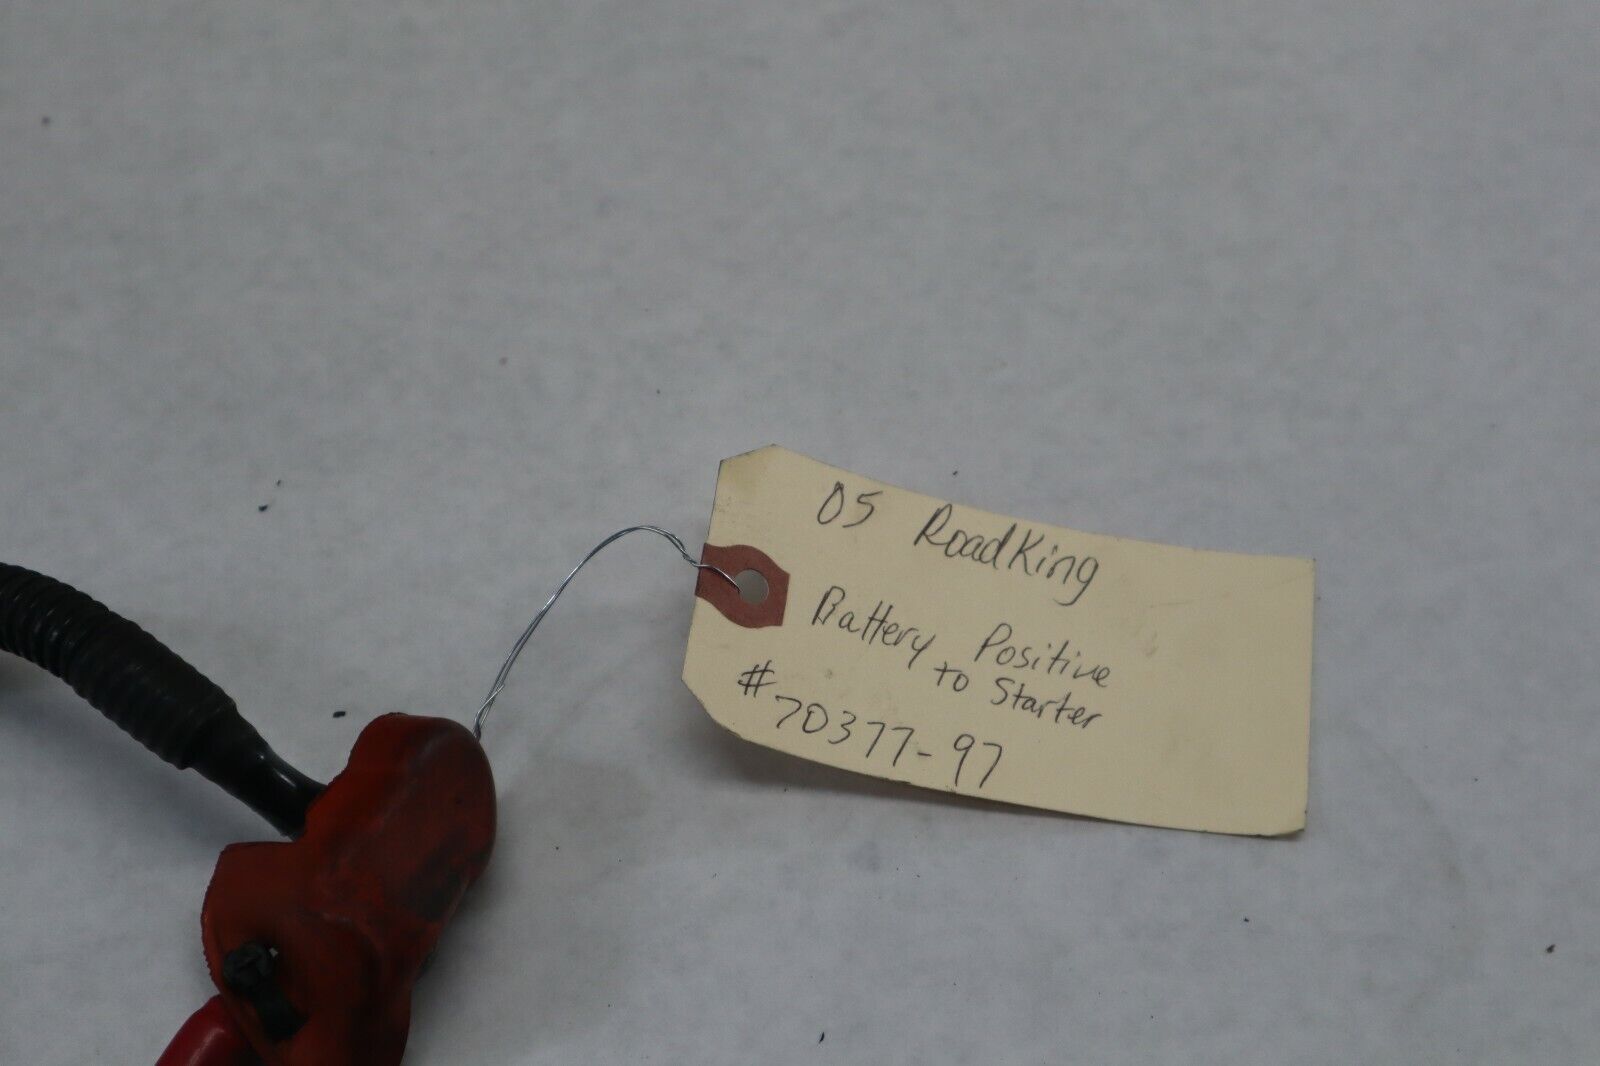 05 RoadKing
Battery Positive
to Starter
# 70377-97